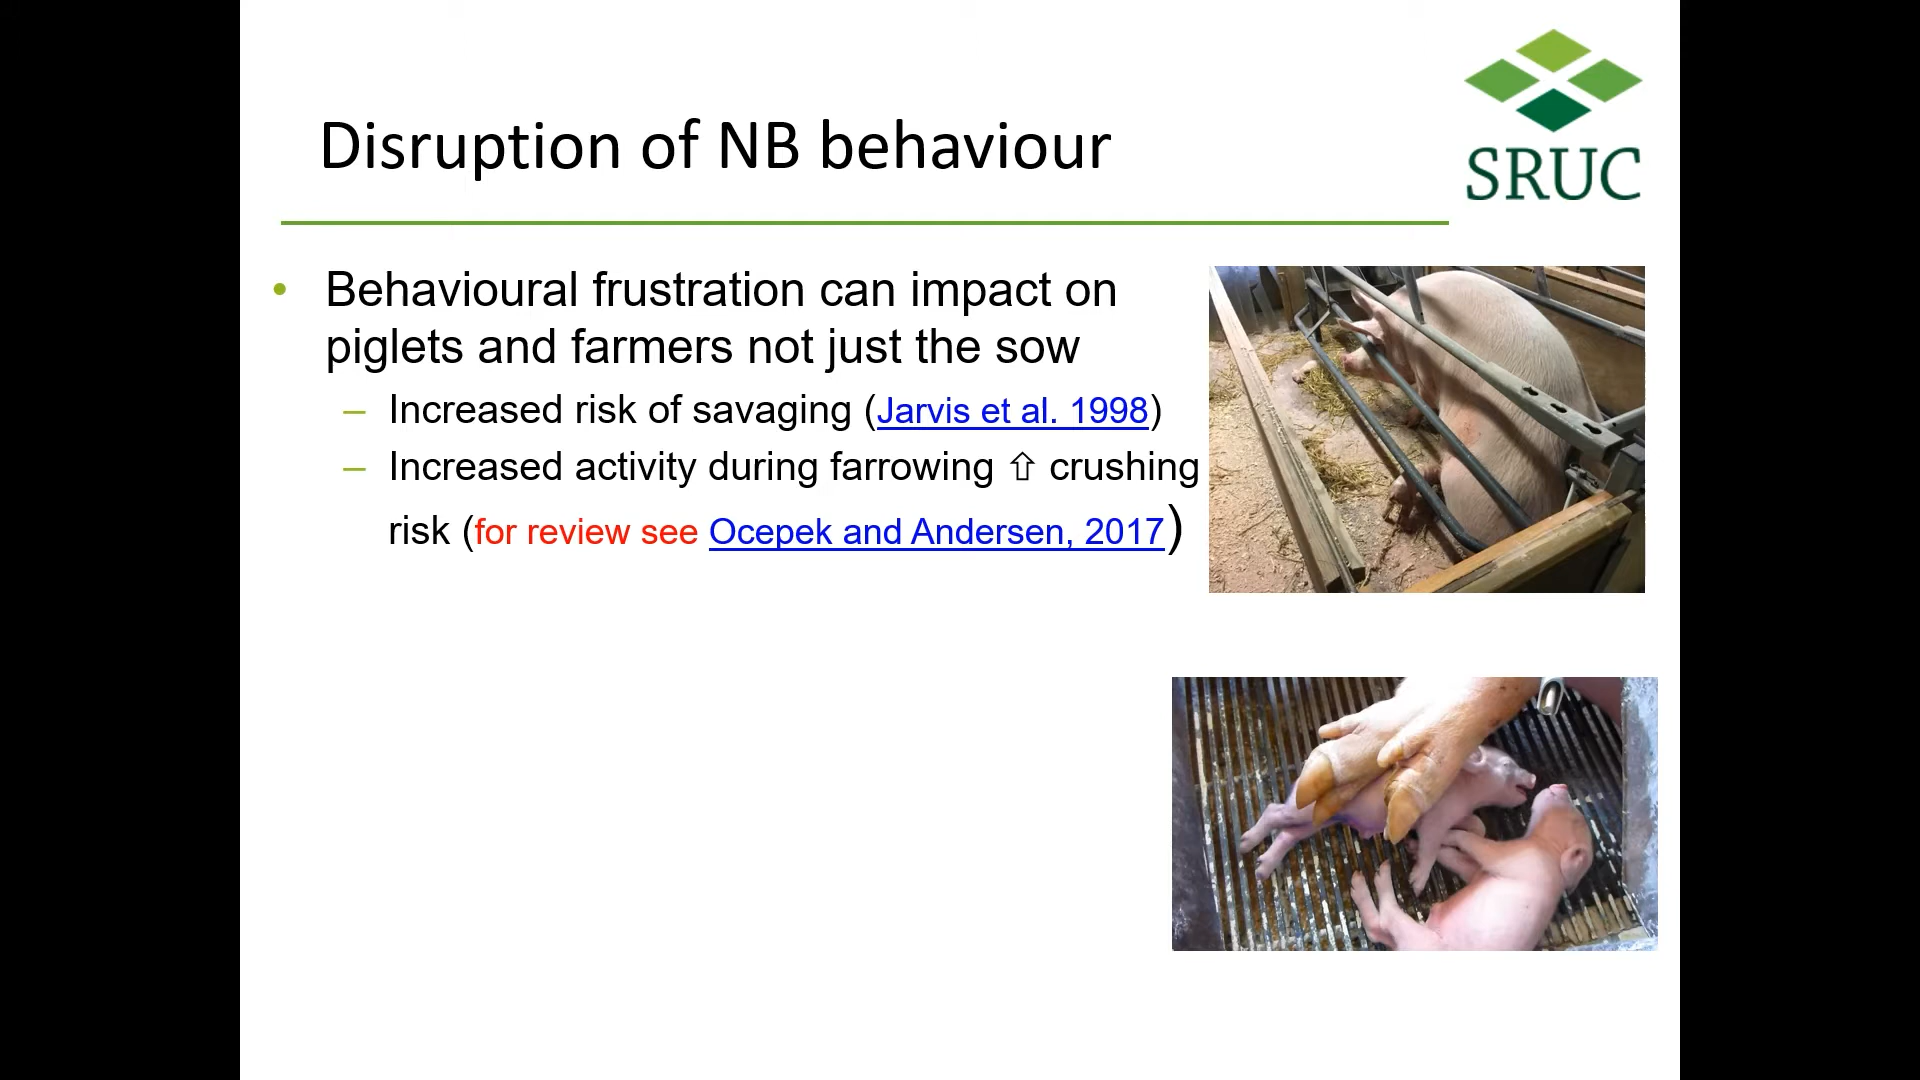 Disruption of NB behaviour
SRUC
• Behavioural frustration can impact on
piglets and farmers not just the sow
– Increased risk of savaging (Jarvis et al. 1998)
– Increased activity during farrowing ⇧ crushing
risk (for review see Ocepek and Andersen, 2017)